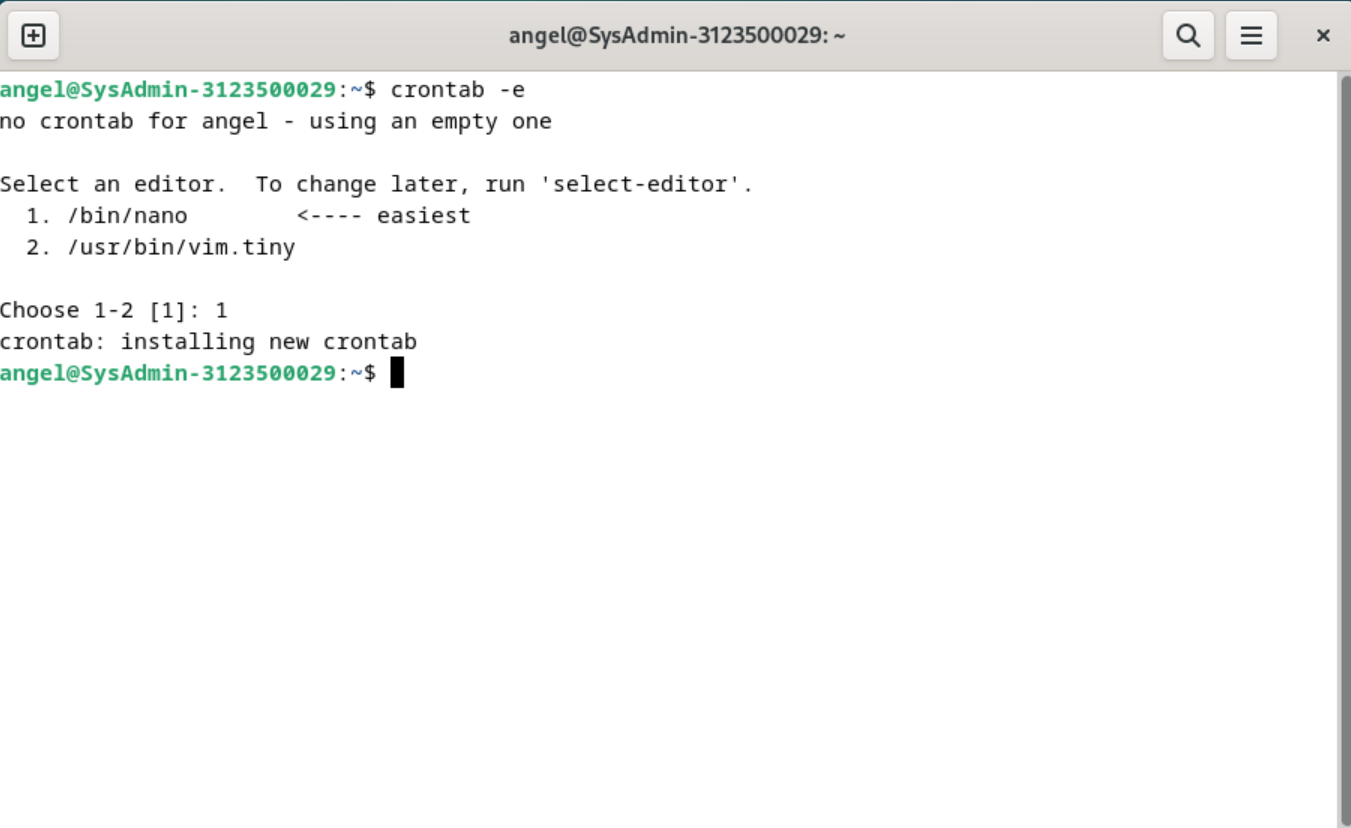 angel@SysAdmin-3123500029: ~
angel@SysAdmin-3123500029:~$ crontab -e
no crontab for angel - using an empty one
Select an editor.  To change later, run 'select-editor'.
  1. /bin/nano        <---- easiest
  2. /usr/bin/vim.tiny
Choose 1-2 [1]: 1
crontab: installing new crontab
angel@SysAdmin-3123500029:~$